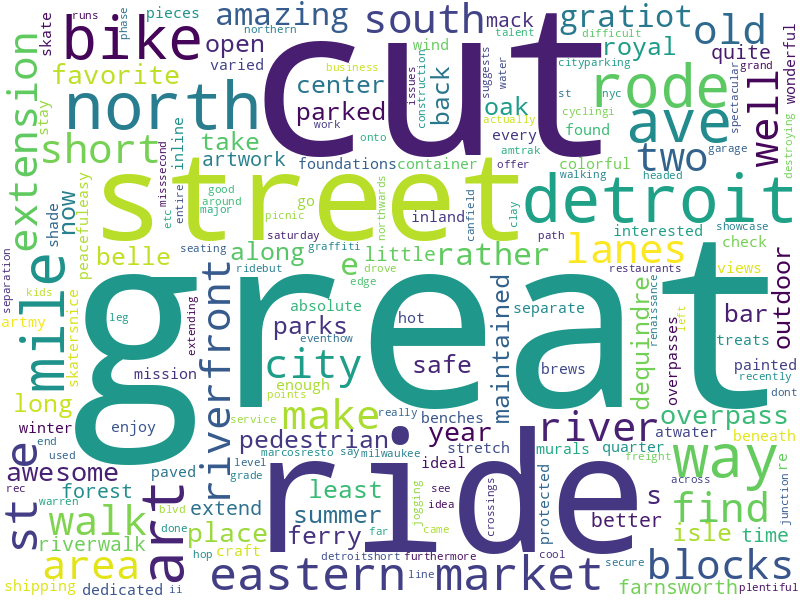 great
cut
ride
street
detroit
north
bike
rode
ave
way
mile
art
eastern market
south
old
two
well
short
lanes
blocks
walk
area
city
river
riverfront
extension
make
find
st
e
s
amazing
gratiot
royal
mack
quite
open
favorite
center
parked
back
oak
wind
every
found
take
artwork
foundations
container
colorful
belle
along
little
rather
inland
interested
check
views
bar
outdoor
dequindre
maintained
parks
safe
absolute
hot
separate
brews
mission
enough
long
winter
awesome
forest
riverwalk
place
extend
summer
least
ferry
pedestrian
year
benches
stretch
ideal
murals
quarter
atwater
overpass
overpasses
painted
treats
recently
dont
beneath
re
time
isle
better
farnsworth
plentiful
shipping
dedicated
ii
hop
craft
done
blvd
paved
level
grade
service
points
really
marcosresto
say
milwaukee
far
see
idea
came
jogging
crossings
protected
cool
furthermore
detroitshort
line
secure
freight
across
junction
left
renaissance
restaurants
showcase
headed
walking
path
clay
canfield
edge
drove
graffiti
picnic
saturday
seating
ridebut
eventhow
extending
leg
enjoy
kids
artmy
separation
skatersnice
peacefuleasy
shade
now
stay
skate
runs
phase
pieces
northern
varied
inline
misssecond
etc
entire
good
around
major
go
northwards
business
work
onto
amtrak
offer
actually
construction
issues
suggests
water
talent
difficult
cityparking
st
nyc
cyclingi
garage
spectacular
grand
wonderful
destroying
end
used
rec
warren